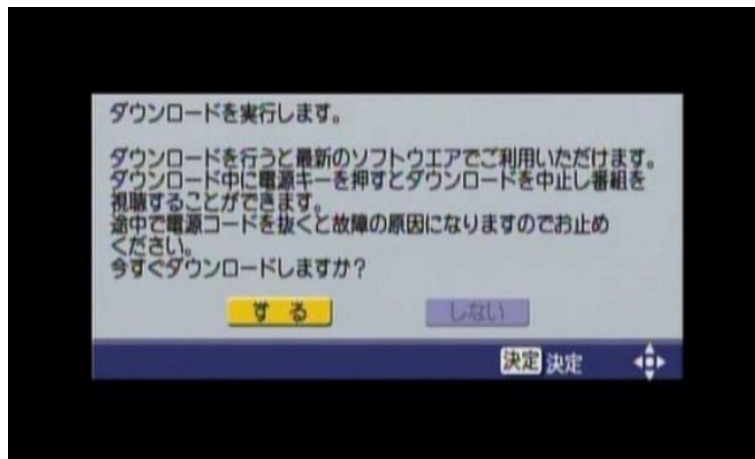 ダウンロードを実行します。
ダウンロードを行うと最新のソフトウエアでご利用いただけます。
ダウンロード中に電源キーを押すとダウンロードを中止し番組を
視聴することができます。
途中で電源コードを抜くと故障の原因になりますのでお止め
ください。
今すぐダウンロードしますか？
する
しない
決定 決定